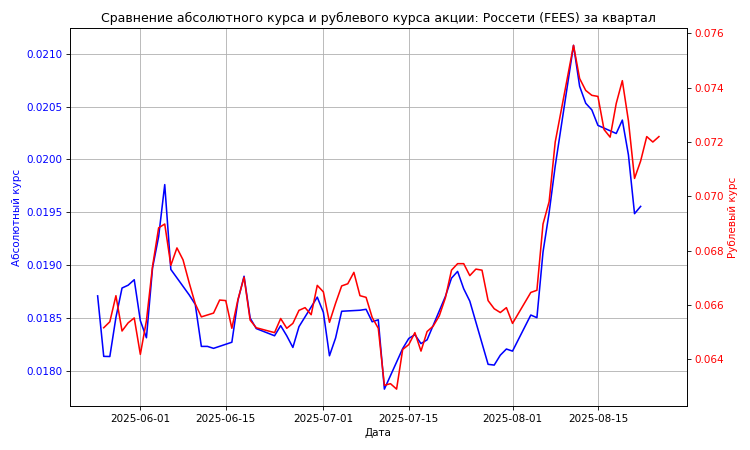 Сравнение абсолютного курса и рублевого курса акции: Россети (FEES) за квартал
0.0210
0.0205
0.0200
0.0195
0.0190
0.0185
0.0180
Абсолютный курс
0.076
0.074
0.072
0.070
0.068
0.066
0.064
Рублевый курс
2025-06-01 2025-06-15 2025-07-01 2025-07-15 2025-08-01 2025-08-15
Дата